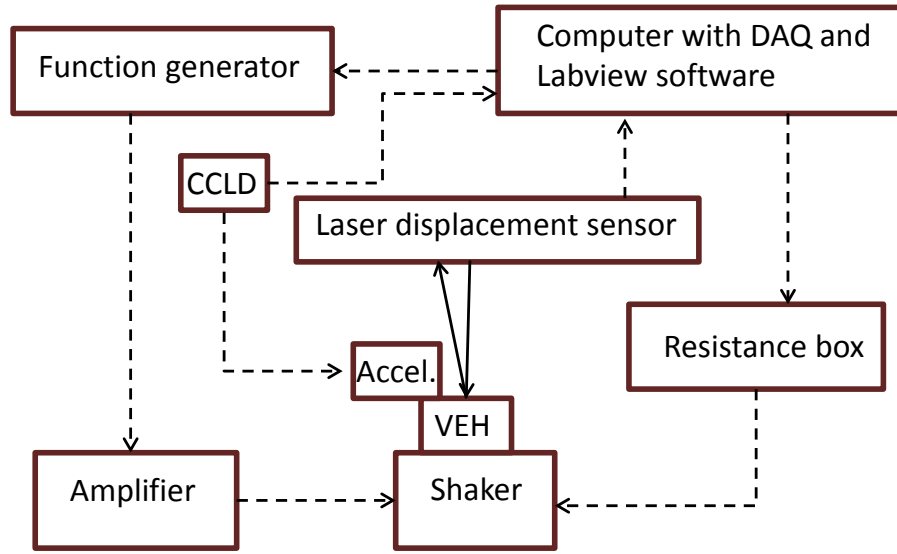 Function generator
Computer with DAQ and
Labview software
CCLD
Laser displacement sensor
Resistance box
Accel.
VEH
Amplifier
Shaker